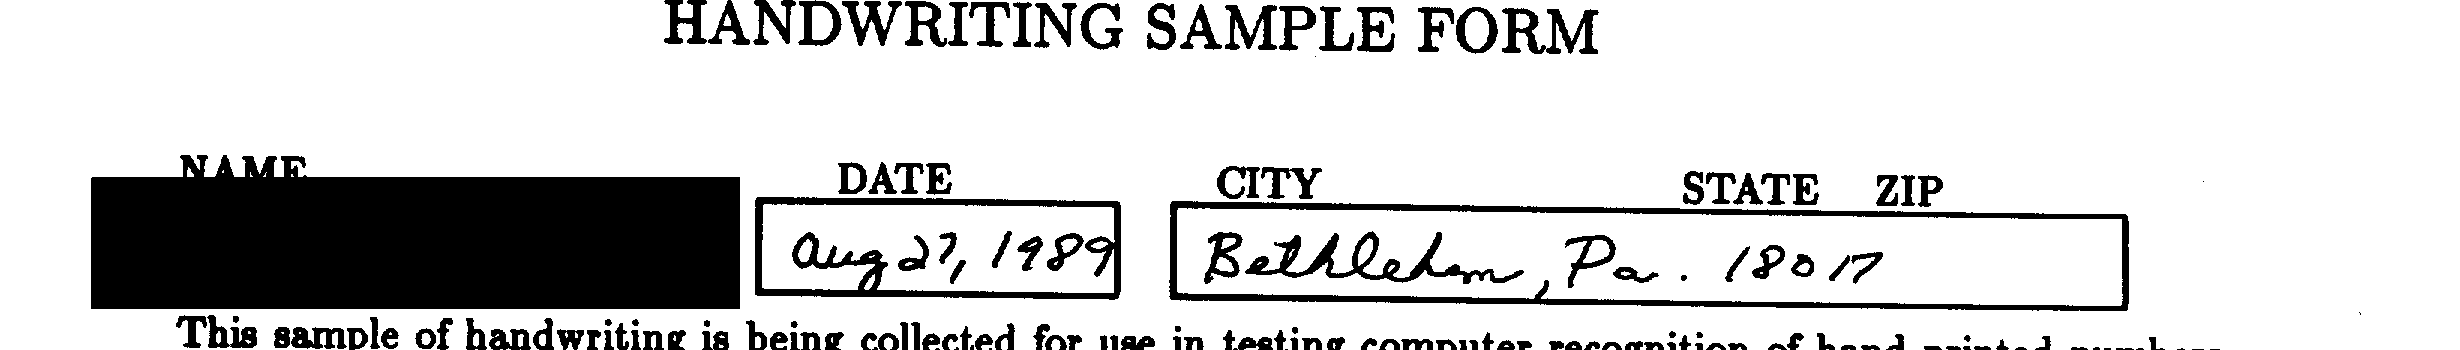 HANDWRITING SAMPLE FORM
NAME DATE CITY STATE ZIP
Aug 27, 1989 Bethlehem, Pa. 18017
This sample of handwriting is being collected for use in testing computer recognition of hand printed numbers